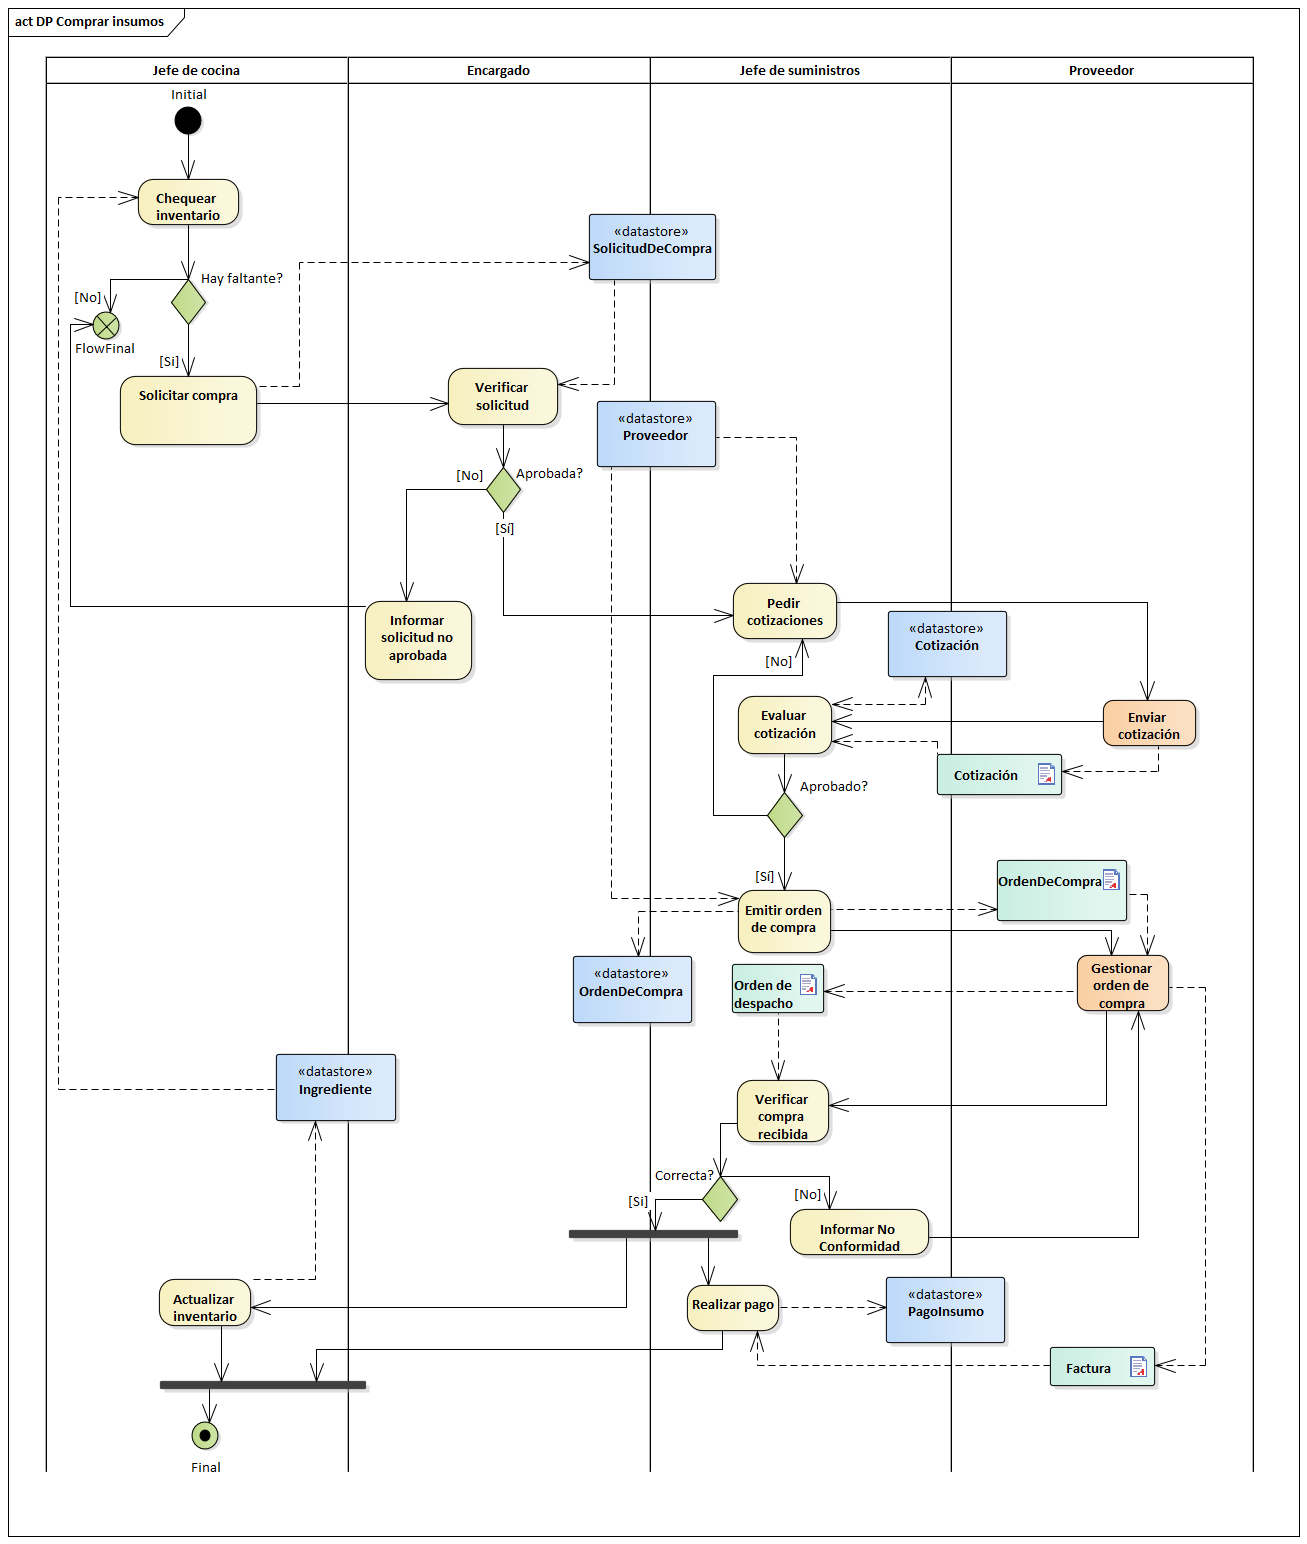 act DP Comprar insumos
Jefe de cocina
Encargado
Jefe de suministros
Proveedor
Initial
Chequear
inventario
«datastore»
SolicitudDeCompra
Hay faltante?
[No]
FlowFinal
[Si]
Solicitar compra
Verificar
solicitud
«datastore»
Proveedor
[No]
Aprobada?
[Sí]
Informar
solicitud no
aprobada
Pedir
cotizaciones
«datastore»
Cotización
[No]
Evaluar
cotización
Enviar
cotización
Cotización
Aprobado?
[Sí]
OrdenDeCompra
Emitir orden
de compra
«datastore»
OrdenDeCompra
Orden de
despacho
Gestionar
orden de
compra
«datastore»
Ingrediente
Verificar
compra
recibida
Correcta?
[Si]
[No]
Informar No
Conformidad
Actualizar
inventario
Realizar pago
«datastore»
PagoInsumo
Factura
Final